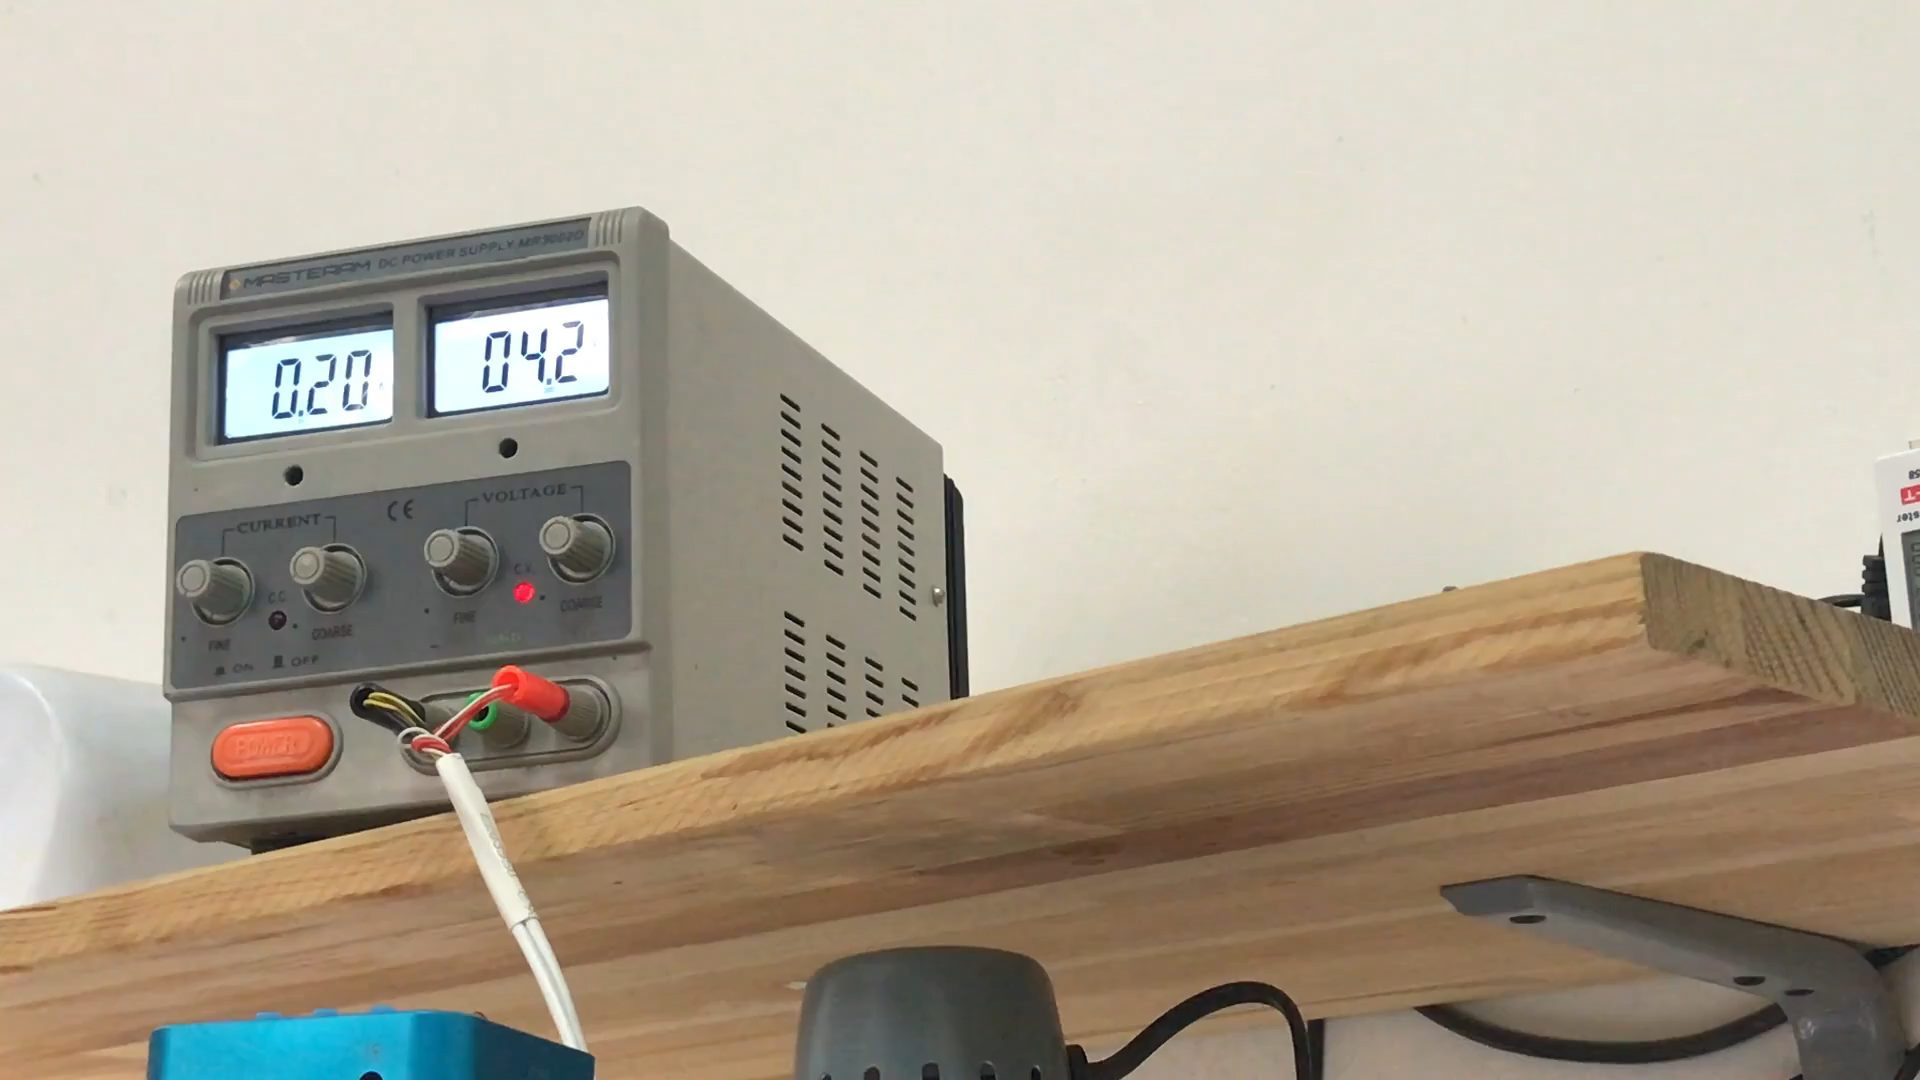 MASTERAM DC POWER SUPPLY MR3002D
0.20
04.2
CURRENT
CE
VOLTAGE
C.C.
C.V.
FINE
COARSE
FINE
COARSE
ON
OFF
POWER